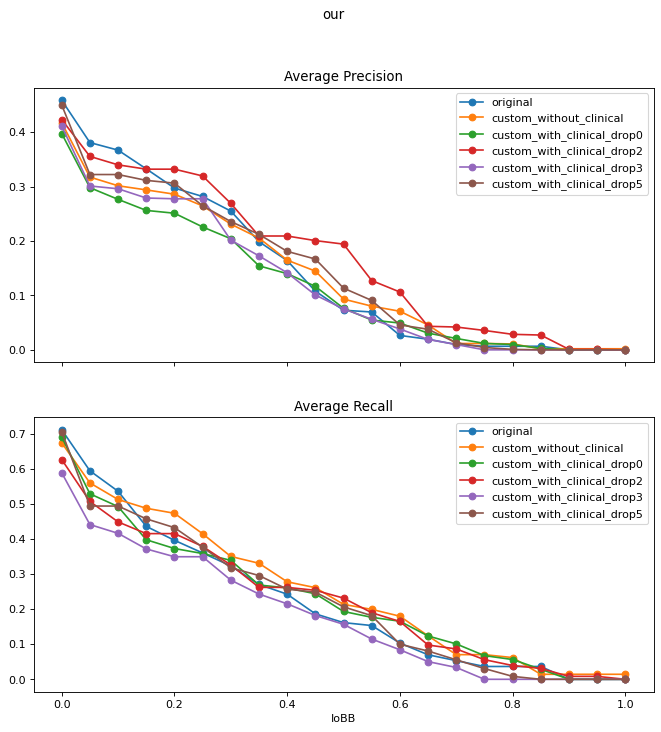 our
Average Precision
original
custom_without_clinical
custom_with_clinical_drop0
custom_with_clinical_drop2
custom_with_clinical_drop3
custom_with_clinical_drop5
0.4
0.3
0.2
0.1
0.0
Average Recall
original
custom_without_clinical
custom_with_clinical_drop0
custom_with_clinical_drop2
custom_with_clinical_drop3
custom_with_clinical_drop5
0.7
0.6
0.5
0.4
0.3
0.2
0.1
0.0
0.0 0.2 0.4 0.6 0.8 1.0
IoBB